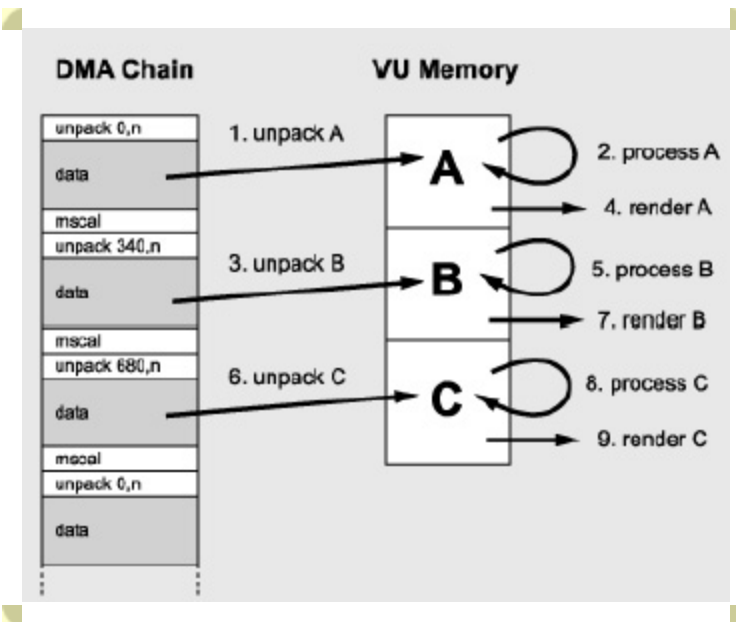 DMA Chain
VU Memory
unpack 0,n
data
mscal
unpack 340,n
data
mscal
unpack 680,n
data
mscal
unpack 0,n
data
1. unpack A
3. unpack B
6. unpack C
A
B
C
2. process A
4. render A
5. process B
7. render B
8. process C
9. render C